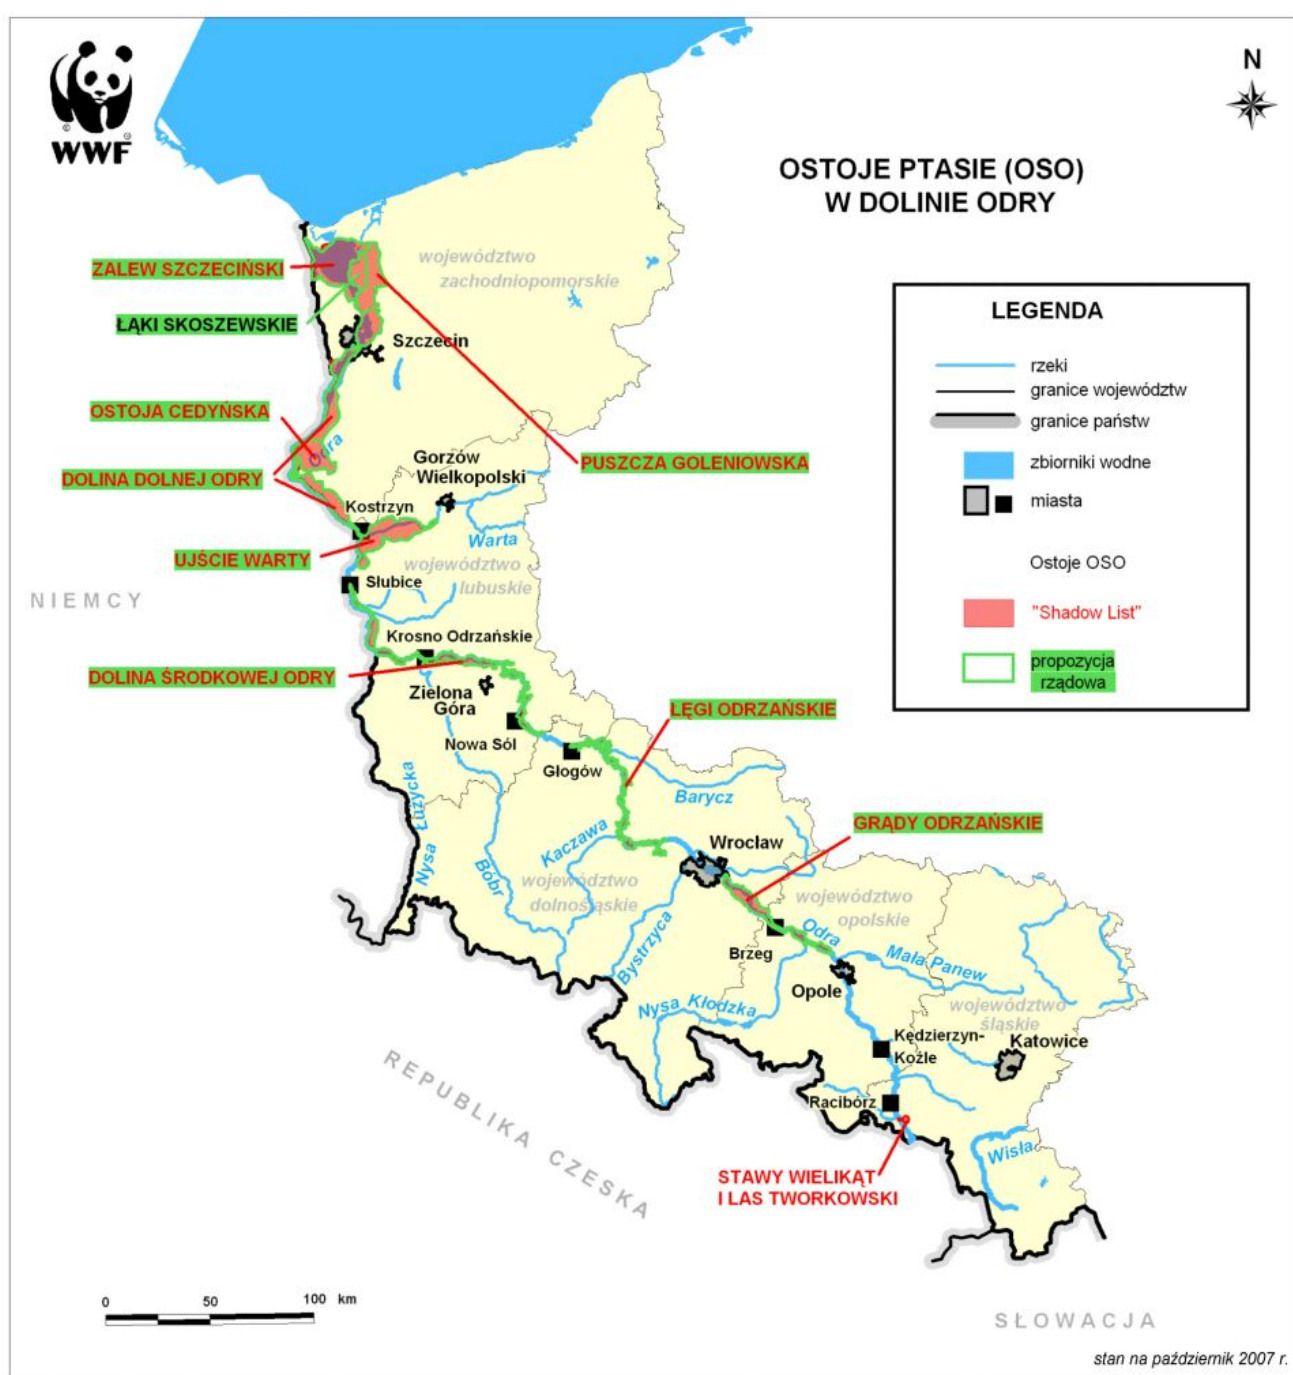 WWF
N
OSTOJE PTASIE (OSO)
W DOLINIE ODRY
ZALEW SZCZECIŃSKI
ŁĄKI SKOSZEWSKIE
OSTOJA CEDYŃSKA
DOLINA DOLNEJ ODRY
UJŚCIE WARTY
DOLINA ŚRODKOWEJ ODRY
PUSZCZA GOLENIOWSKA
ŁĘGI ODRZAŃSKIE
GRĄDY ODRZAŃSKIE
STAWY WIELIKĄT
I LAS TWORKOWSKI
województwo
zachodniopomorskie
Szczecin
Odra
Gorzów
Wielkopolski
Kostrzyn
Warta
województwo
lubuskie
Słubice
NIEMCY
Krosno Odrzańskie
Zielona
Góra
Nowa Sól
Głogów
Barycz
Nysa Łużycka
Bóbr
Kaczawa
Wrocław
województwo
dolnośląskie
Bystrzyca
województwo
opolskie
Odra
Brzeg
Mała Panew
Opole
Nysa Kłodzka
województwo
śląskie
Kędzierzyn-
Koźle
Katowice
Racibórz
Wisła
REPUBLIKA CZESKA
SŁOWACJA
LEGENDA
rzeki
granice województw
granice państw
zbiorniki wodne
miasta
Ostoje OSO
"Shadow List"
propozycja
rządowa
0 50 100 km
stan na październik 2007 r.